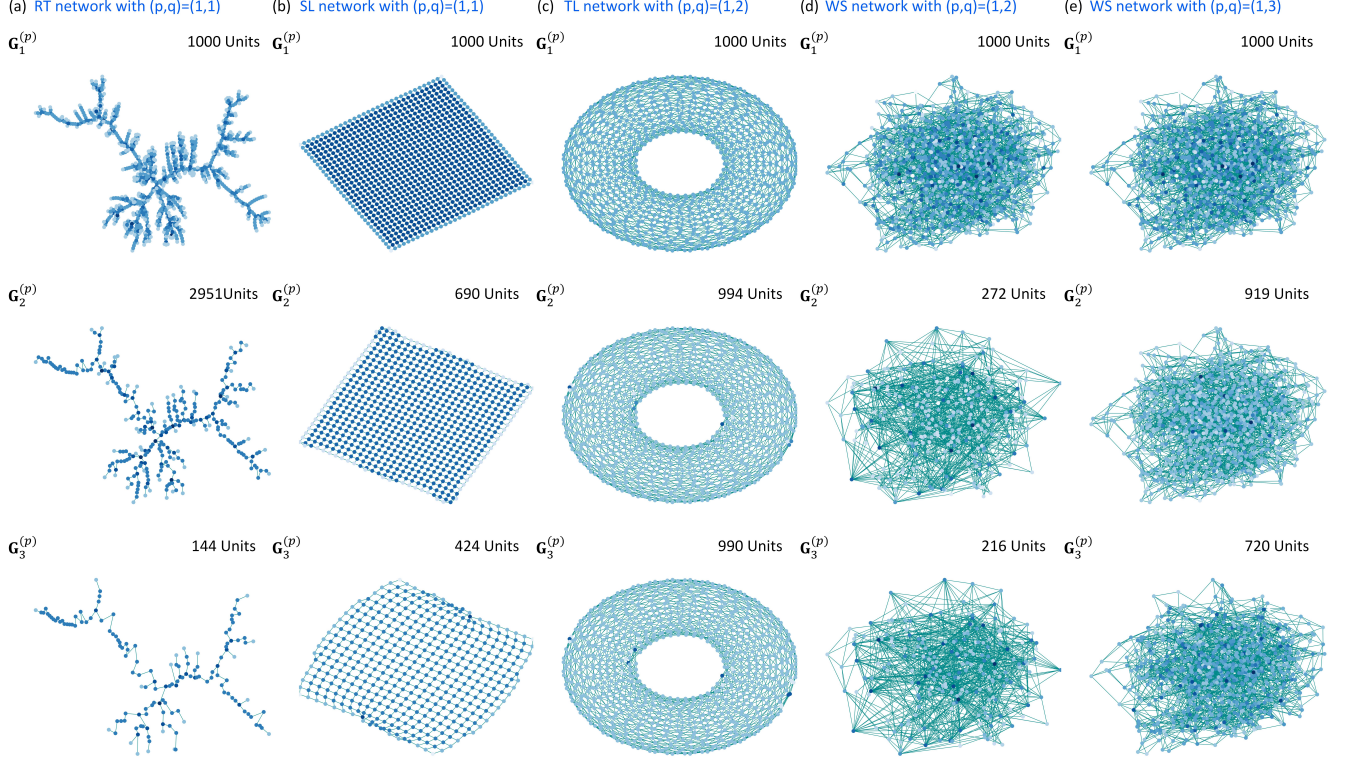 (a) RT network with (p,q)=(1,1) (b) SL network with (p,q)=(1,1) (c) TL network with (p,q)=(1,2) (d) WS network with (p,q)=(1,2) (e) WS network with (p,q)=(1,3)
G₁⁽ᵖ⁾ 1000 Units G₁⁽ᵖ⁾ 1000 Units G₁⁽ᵖ⁾ 1000 Units G₁⁽ᵖ⁾ 1000 Units G₁⁽ᵖ⁾ 1000 Units
G₂⁽ᵖ⁾ 2951Units G₂⁽ᵖ⁾ 690 Units G₂⁽ᵖ⁾ 994 Units G₂⁽ᵖ⁾ 272 Units G₂⁽ᵖ⁾ 919 Units
G₃⁽ᵖ⁾ 144 Units G₃⁽ᵖ⁾ 424 Units G₃⁽ᵖ⁾ 990 Units G₃⁽ᵖ⁾ 216 Units G₃⁽ᵖ⁾ 720 Units